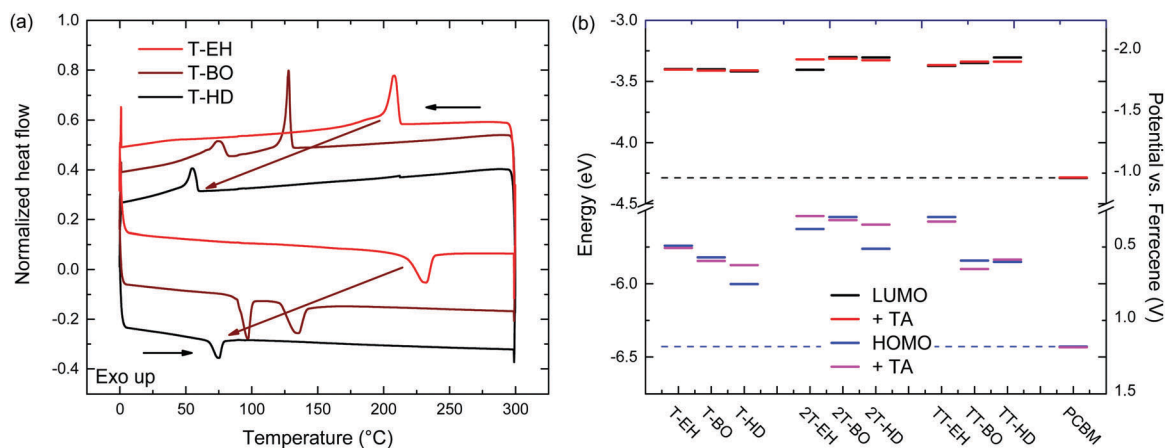 (a)
T-EH
T-BO
T-HD
1.0
0.8
0.6
0.4
0.2
0.0
-0.2
-0.4
Normalized heat flow
Exo up
0
50
100
150
200
250
300
Temperature (°C)
(b)
-3.0
-3.5
-4.0
-4.5
-6.0
-6.5
Energy (eV)
LUMO
+ TA
HOMO
+ TA
T-EH
T-BO
T-HD
2T-EH
2T-BO
2T-HD
TT-EH
TT-BO
TT-HD
PCBM
-2.0
-1.5
-1.0
0.5
1.0
1.5
Potential vs. Ferrecene (V)